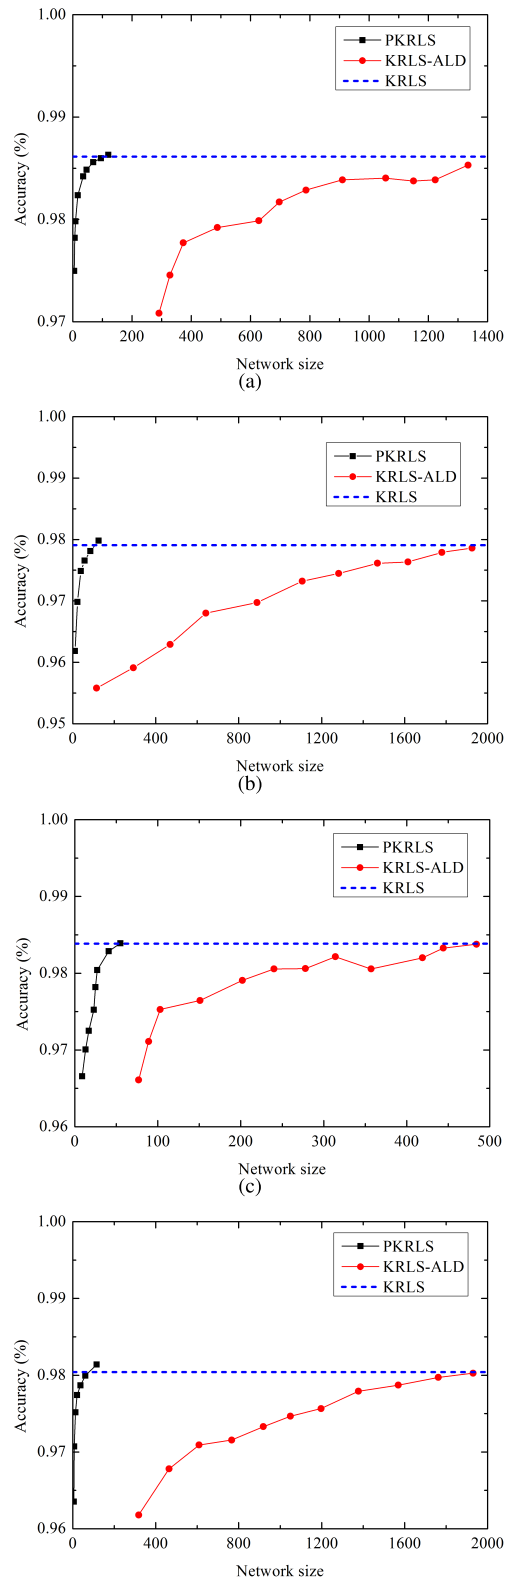 1.00
0.99
0.98
0.97
Accuracy (%)
PKRLS
KRLS-ALD
KRLS
0 200 400 600 800 1000 1200 1400
Network size
(a)
1.00
0.99
0.98
0.97
0.96
0.95
Accuracy (%)
PKRLS
KRLS-ALD
KRLS
0 400 800 1200 1600 2000
Network size
(b)
1.00
0.99
0.98
0.97
0.96
Accuracy (%)
PKRLS
KRLS-ALD
KRLS
0 100 200 300 400 500
Network size
(c)
1.00
0.99
0.98
0.97
0.96
Accuracy (%)
PKRLS
KRLS-ALD
KRLS
0 400 800 1200 1600 2000
Network size